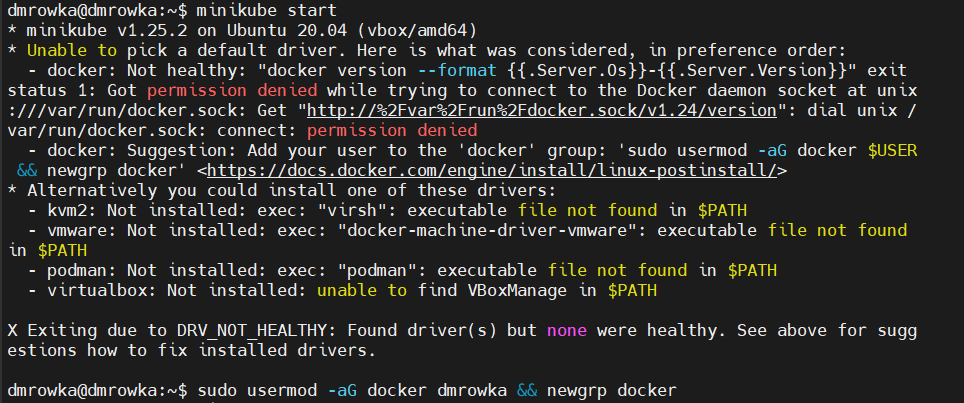 dmrowka@dmrowka:~$ minikube start
* minikube v1.25.2 on Ubuntu 20.04 (vbox/amd64)
* Unable to pick a default driver. Here is what was considered, in preference order:
  - docker: Not healthy: "docker version --format {{.Server.Os}}-{{.Server.Version}}" exit
status 1: Got permission denied while trying to connect to the Docker daemon socket at unix
:///var/run/docker.sock: Get "http://%2Fvar%2Frun%2Fdocker.sock/v1.24/version": dial unix /
var/run/docker.sock: connect: permission denied
  - docker: Suggestion: Add your user to the 'docker' group: 'sudo usermod -aG docker $USER
 && newgrp docker' <https://docs.docker.com/engine/install/linux-postinstall/>
* Alternatively you could install one of these drivers:
  - kvm2: Not installed: exec: "virsh": executable file not found in $PATH
  - vmware: Not installed: exec: "docker-machine-driver-vmware": executable file not found
in $PATH
  - podman: Not installed: exec: "podman": executable file not found in $PATH
  - virtualbox: Not installed: unable to find VBoxManage in $PATH

X Exiting due to DRV_NOT_HEALTHY: Found driver(s) but none were healthy. See above for sugg
estions how to fix installed drivers.

dmrowka@dmrowka:~$ sudo usermod -aG docker dmrowka && newgrp docker